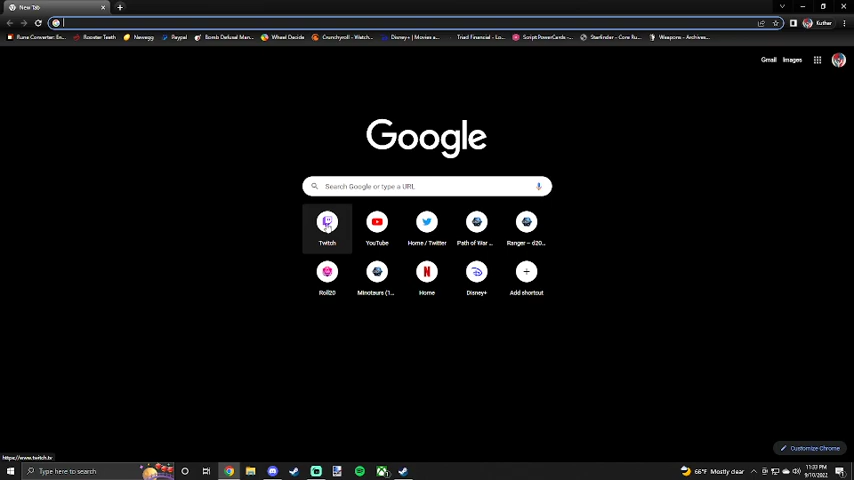 New Tab
Kuther
Rune Converter: En...
Rooster Teeth
Newegg
Paypal
Bomb Defusal Man...
Wheel Decide
Crunchyroll - Watch...
Disney+ | Movies a...
Triad Financial - Lo...
Script:PowerCards -...
Starfinder - Core Ru...
Weapons - Archives...
Gmail
Images
Google
Search Google or type a URL
Twitch
YouTube
Home / Twitter
Path of War ...
Ranger – d20...
Roll20
Minotaurs (1...
Home
Disney+
Add shortcut
Customize Chrome
https://www.twitch.tv
Type here to search
66°F Mostly clear
11:03 PM
9/10/2022